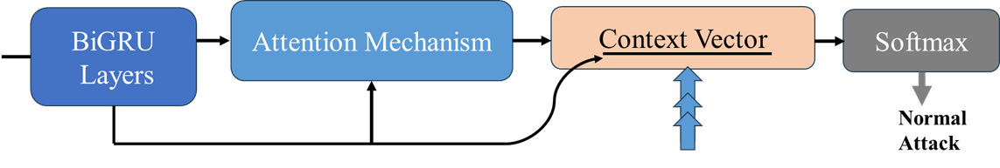 BiGRU
Layers
Attention Mechanism
Context Vector
Softmax
Normal
Attack